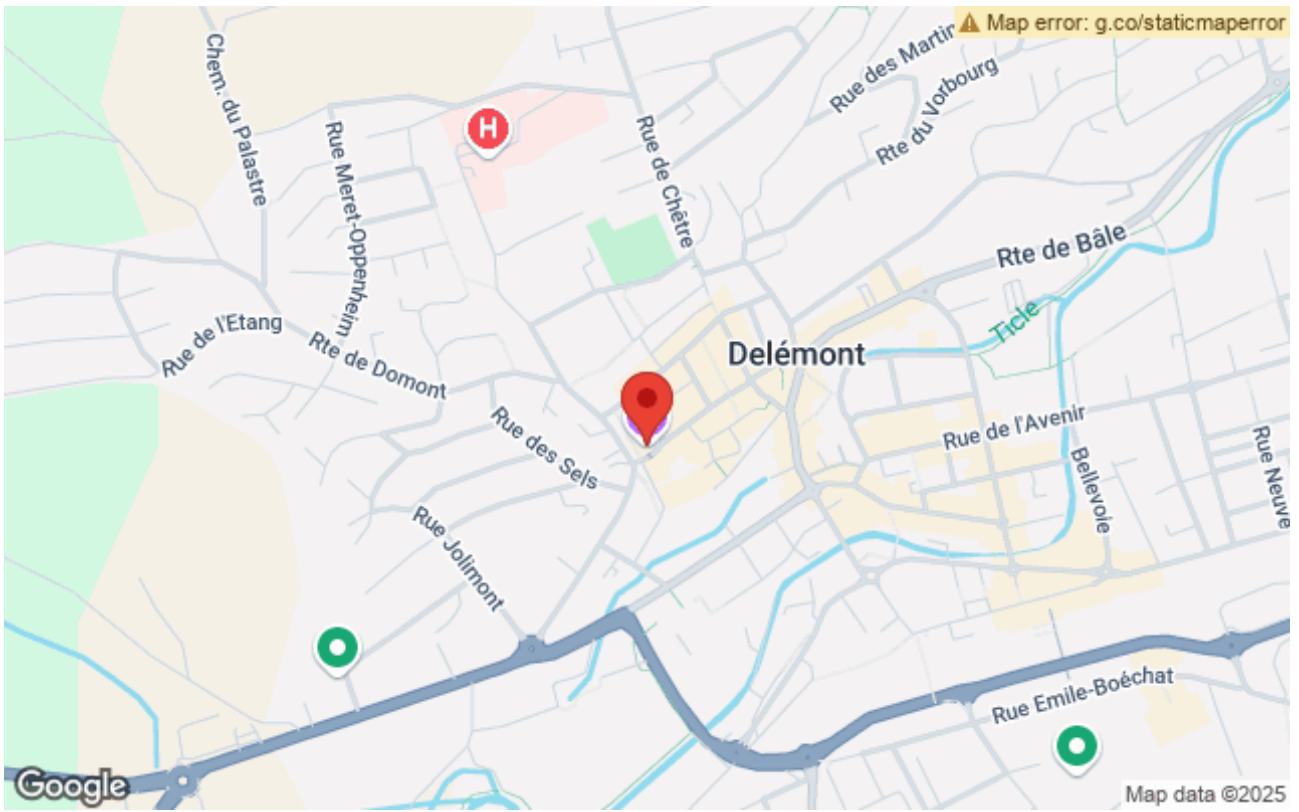 Map error: g.co/staticmaperror
Chem. du Palastre
Rue des Martin
Rte du Vorbourg
H
Rue Meret-Oppenheim
Rue de Chêtre
Rte de Bâle
Rue de l'Etang
Ticle
Rte de Domont
Delémont
Rue des Sels
Rue de l'Avenir
Bellevoie
Rue Neuve
Rue Jolimont
Rue Emile-Boéchat
Google
Map data ©2025